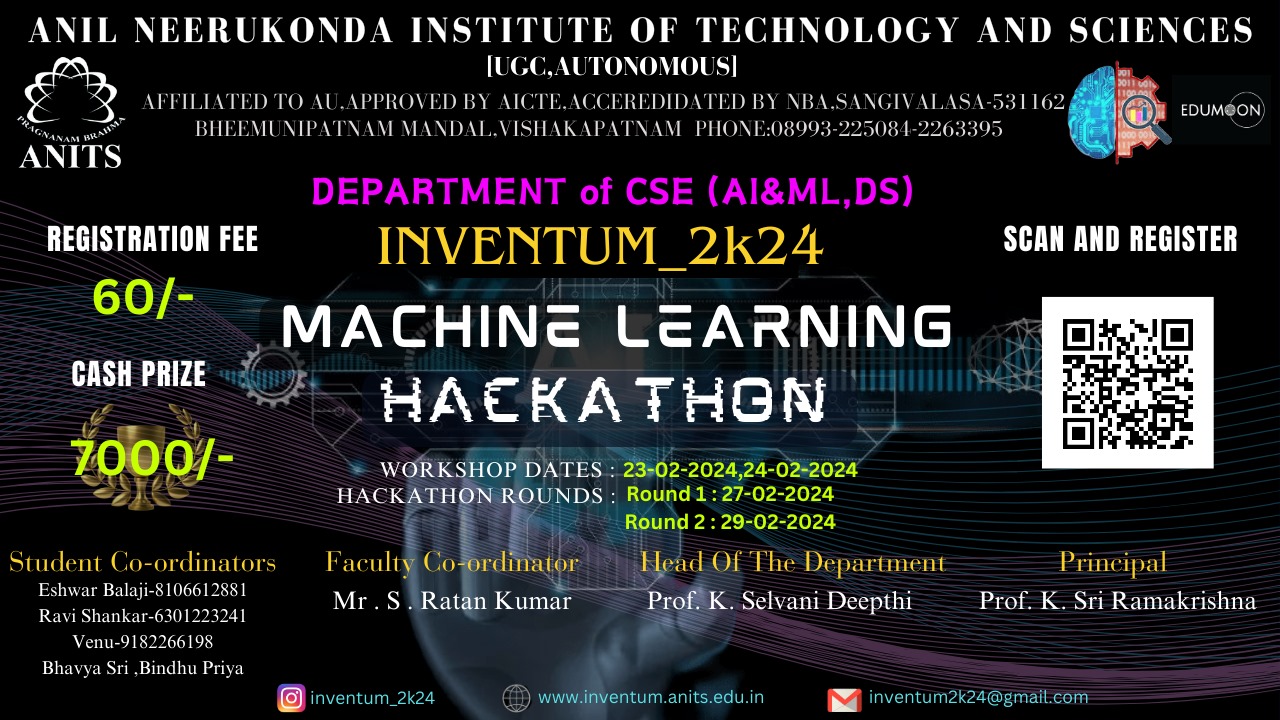 ANIL NEERUKONDA INSTITUTE OF TECHNOLOGY AND SCIENCES
[UGC,AUTONOMOUS]
AFFILIATED TO AU,APPROVED BY AICTE,ACCEREDIDATED BY NBA,SANGIVALASA-531162
BHEEMUNIPATNAM MANDAL,VISHAKAPATNAM PHONE:08993-225084-2263395
PRAGNANAM BRAHMA
ANITS
EDUMOON
DEPARTMENT of CSE (AI&ML,DS)
INVENTUM_2k24
MACHINE LEARNING
HACKATHON
REGISTRATION FEE
60/-
CASH PRIZE
7000/-
SCAN AND REGISTER
WORKSHOP DATES : 23-02-2024,24-02-2024
HACKATHON ROUNDS : Round 1 : 27-02-2024
Round 2 : 29-02-2024
Student Co-ordinators
Eshwar Balaji-8106612881
Ravi Shankar-6301223241
Venu-9182266198
Bhavya Sri ,Bindhu Priya
Faculty Co-ordinator
Mr . S . Ratan Kumar
Head Of The Department
Prof. K. Selvani Deepthi
Principal
Prof. K. Sri Ramakrishna
inventum_2k24
www.inventum.anits.edu.in
inventum2k24@gmail.com